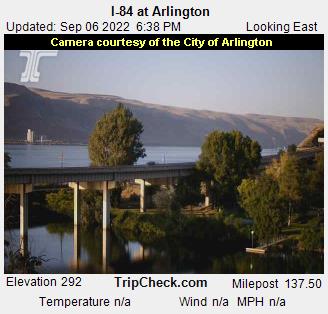 I-84 at Arlington
Updated: Sep 06 2022 6:38 PM Looking East
Camera courtesy of the City of Arlington
Elevation 292 TripCheck.com Milepost 137.50
Temperature n/a Wind n/a MPH n/a